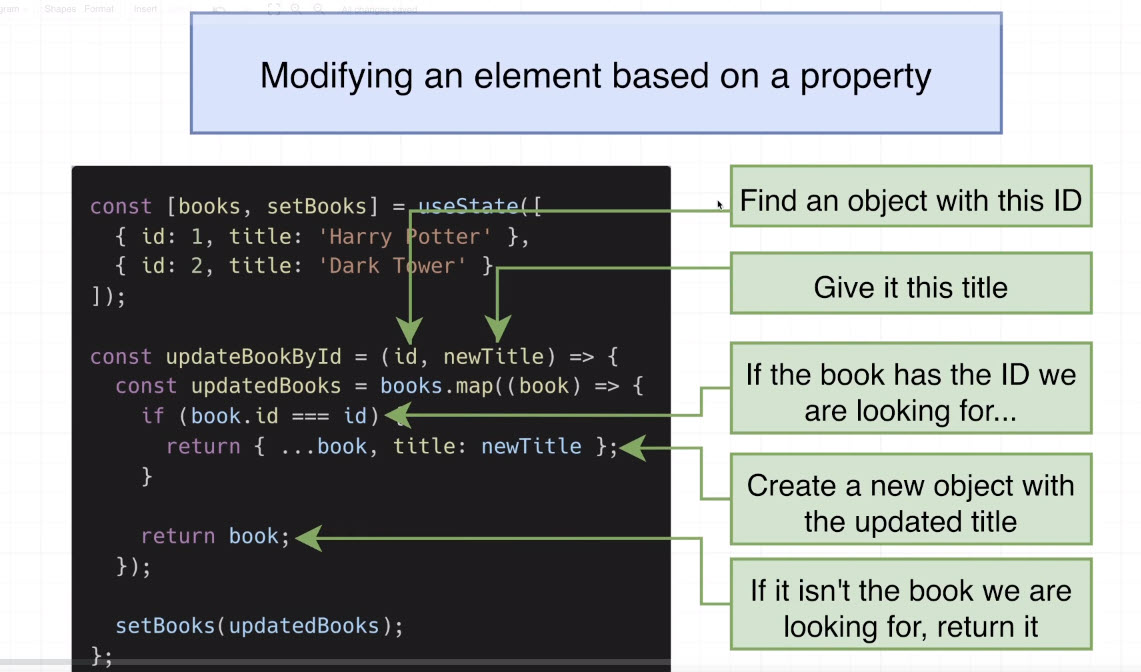 Shapes Format Insert All changes saved
Modifying an element based on a property
const [books, setBooks] = useState([
{ id: 1, title: 'Harry Potter' },
{ id: 2, title: 'Dark Tower' }
]);
const updateBookById = (id, newTitle) => {
const updatedBooks = books.map((book) => {
if (book.id === id) {
return { ...book, title: newTitle };
}
return book;
});
setBooks(updatedBooks);
};
Find an object with this ID
Give it this title
If the book has the ID we
are looking for...
Create a new object with
the updated title
If it isn't the book we are
looking for, return it